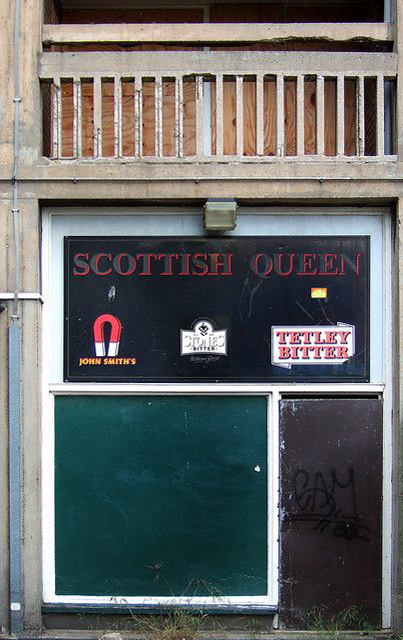 SCOTTISH QUEEN
JOHN SMITH'S
STONES
BITTER
TETLEY
BITTER